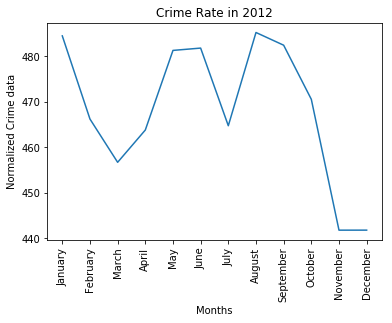 Crime Rate in 2012
Normalized Crime data
480
470
460
450
440
January
February
March
April
May
June
July
August
September
October
November
December
Months